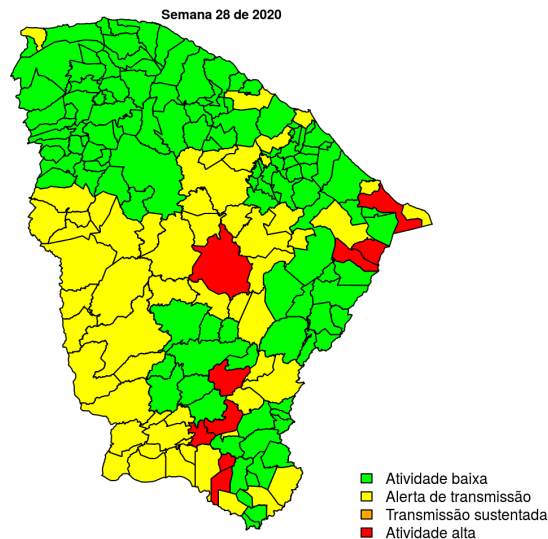 Semana 28 de 2020
Atividade baixa
Alerta de transmissão
Transmissão sustentada
Atividade alta